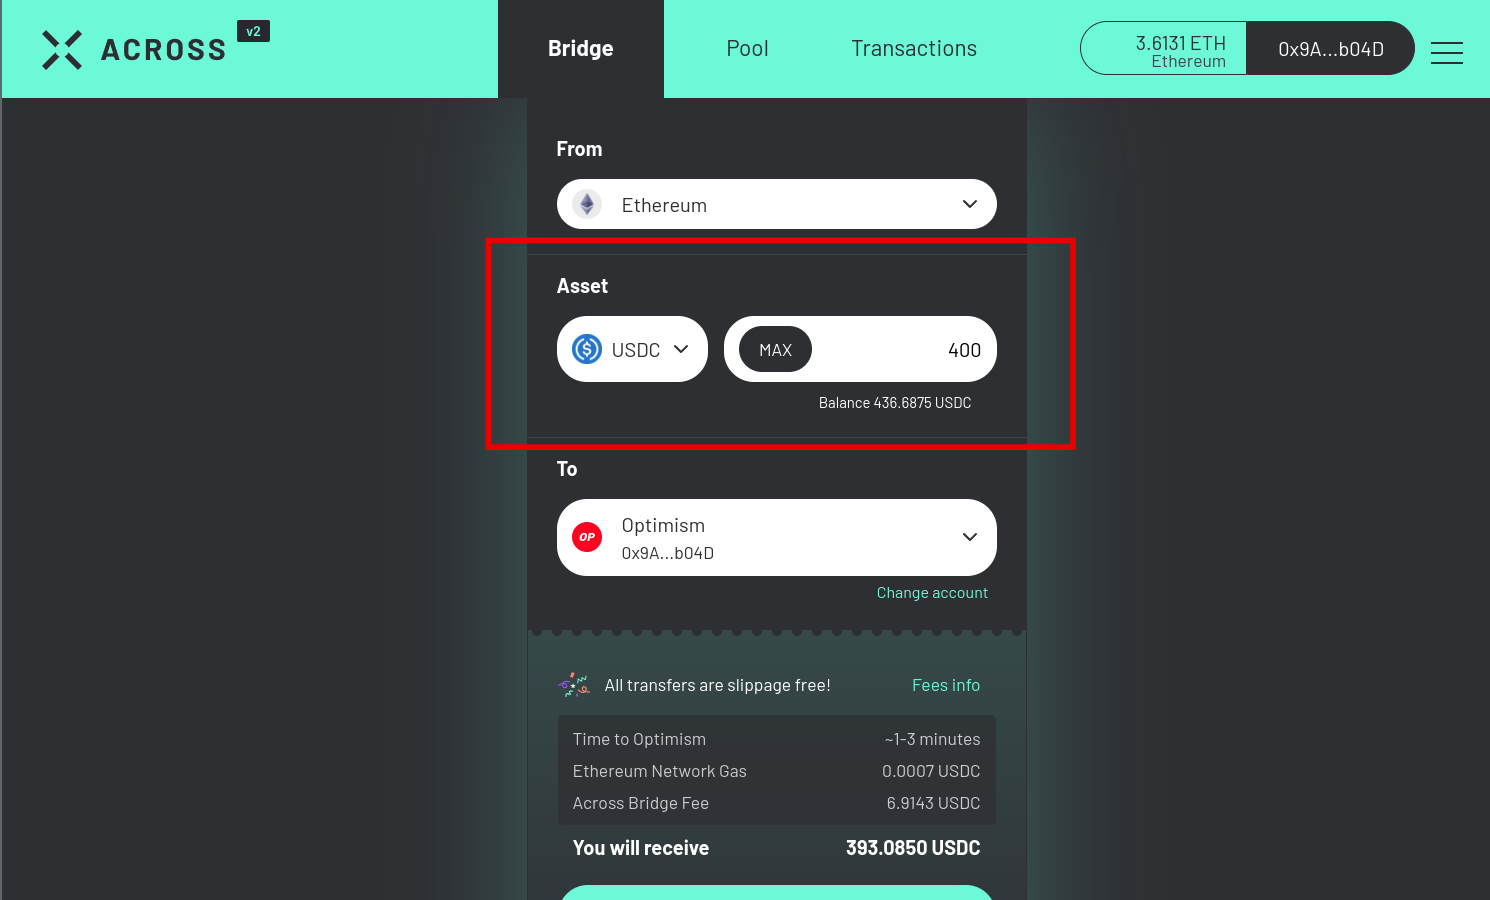 ACROSS v2
Bridge
Pool
Transactions
3.6131 ETH
Ethereum
0x9A...b04D
From
Ethereum
Asset
USDC
MAX
400
Balance 436.6875 USDC
To
OP
Optimism
0x9A...b04D
Change account
All transfers are slippage free!
Fees info
Time to Optimism ~1-3 minutes
Ethereum Network Gas 0.0007 USDC
Across Bridge Fee 6.9143 USDC
You will receive 393.0850 USDC